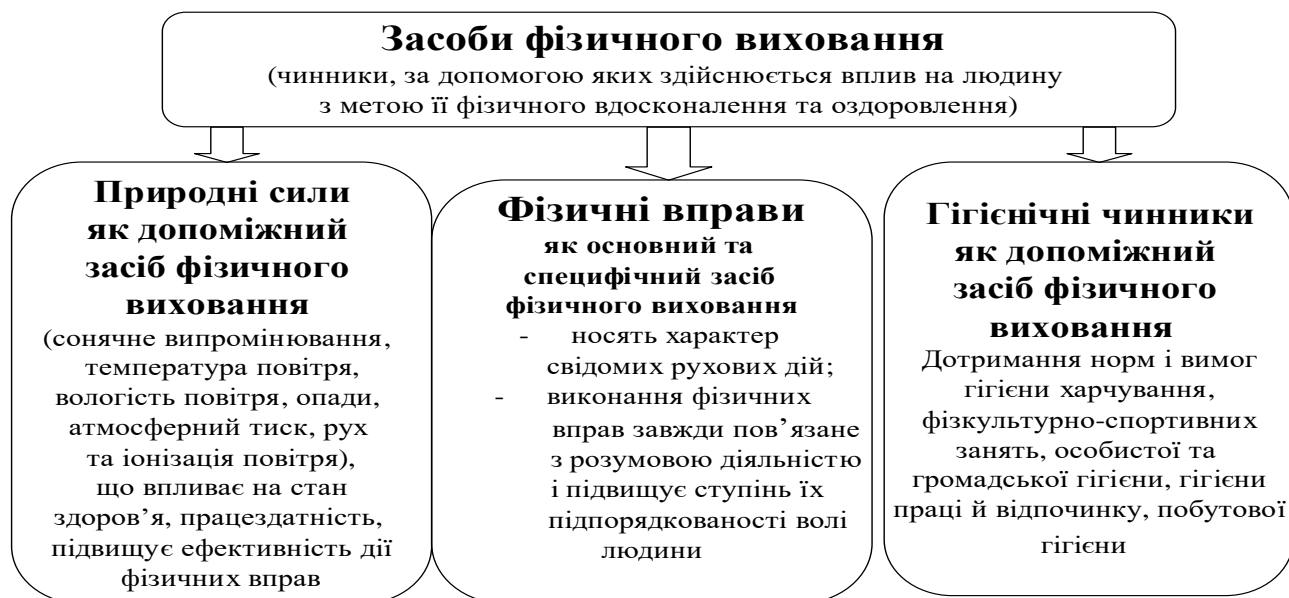 Засоби фізичного виховання
(чинники, за допомогою яких здійснюється вплив на людину
з метою її фізичного вдосконалення та оздоровлення)
Природні сили
як допоміжний
засіб фізичного
виховання
(сонячне випромінювання,
температура повітря,
вологість повітря, опади,
атмосферний тиск, рух
та іонізація повітря),
що впливає на стан
здоров’я, працездатність,
підвищує ефективність дії
фізичних вправ
Фізичні вправи
як основний та
специфічний засіб
фізичного виховання
- носять характер
свідомих рухових дій;
- виконання фізичних
вправ завжди пов’язане
з розумовою діяльністю
і підвищує ступінь їх
підпорядкованості волі
людини
Гігієнічні чинники
як допоміжний
засіб фізичного
виховання
Дотримання норм і вимог
гігієни харчування,
фізкультурно-спортивних
занять, особистої та
громадської гігієни, гігієни
праці й відпочинку, побутової
гігієни